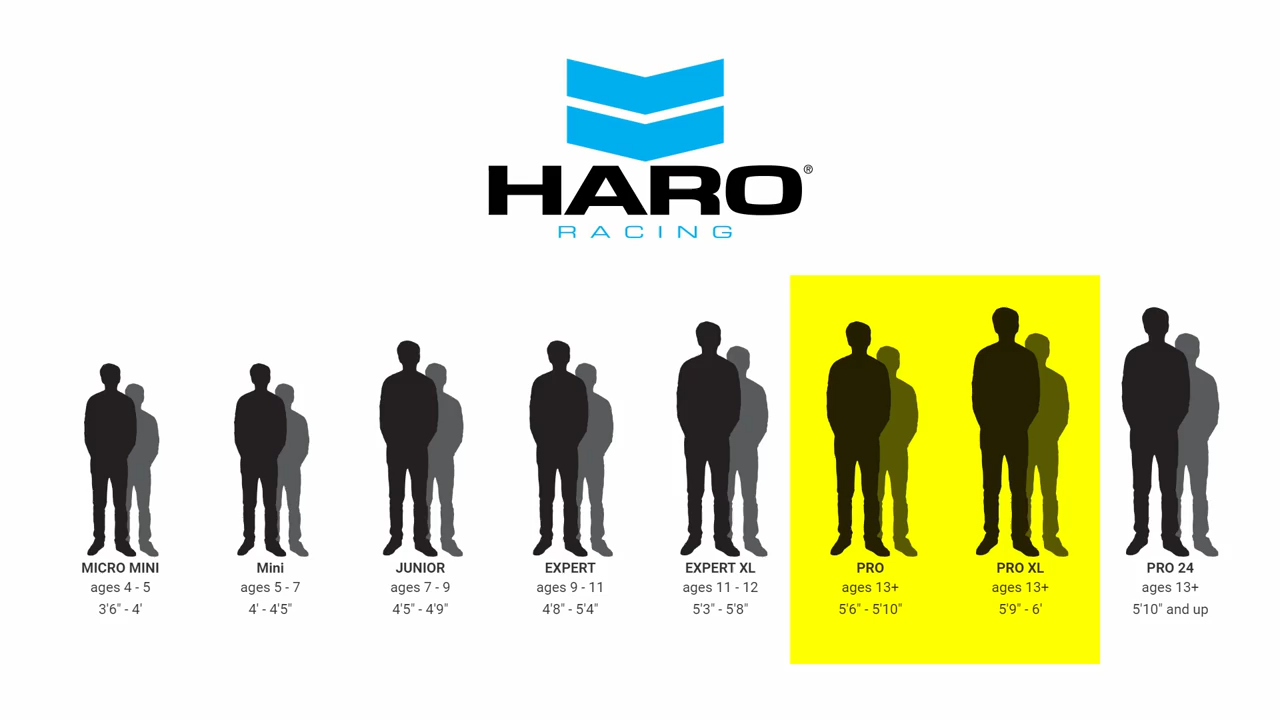 HARO®
RACING
MICRO MINI
ages 4 - 5
3'6" - 4'
Mini
ages 5 - 7
4' - 4'5"
JUNIOR
ages 7 - 9
4'5" - 4'9"
EXPERT
ages 9 - 11
4'8" - 5'4"
EXPERT XL
ages 11 - 12
5'3" - 5'8"
PRO
ages 13+
5'6" - 5'10"
PRO XL
ages 13+
5'9" - 6'
PRO 24
ages 13+
5'10" and up